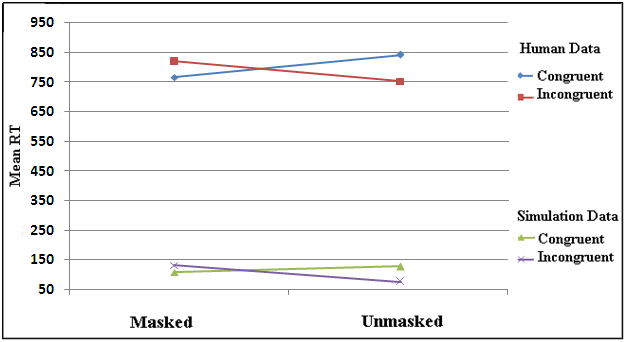 950
850
750
650
550
450
350
250
150
50
Mean RT
Masked
Unmasked
Human Data
Congruent
Incongruent
Simulation Data
Congruent
Incongruent